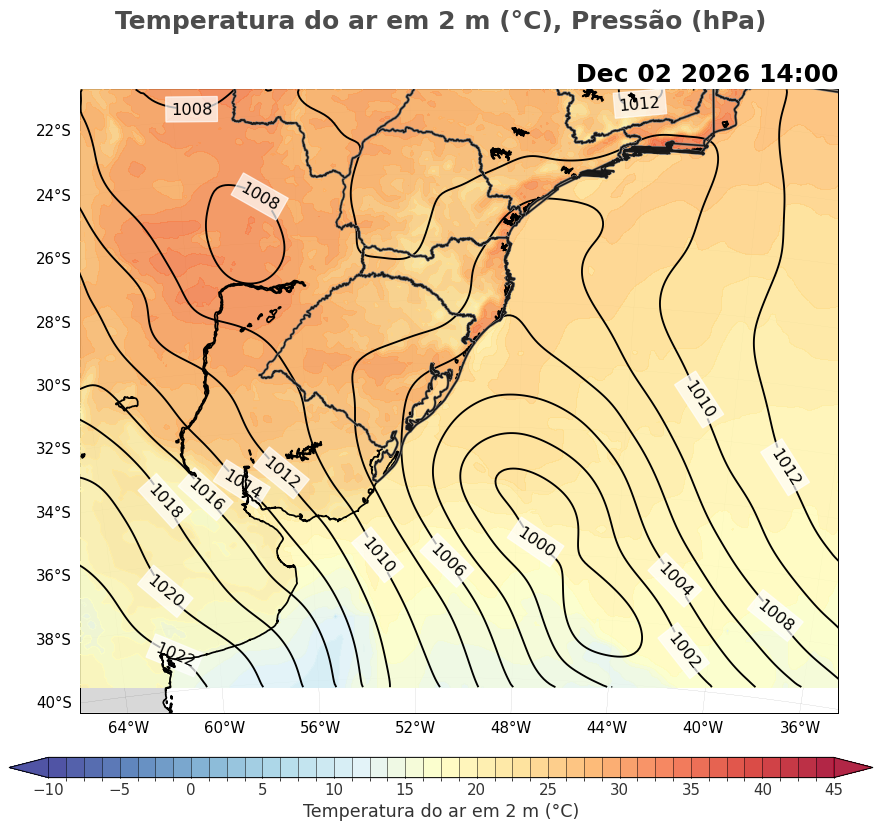 Temperatura do ar em 2 m (°C), Pressão (hPa)
Dec 02 2026 14:00
1008
1012
22°S
24°S
1008
26°S
28°S
30°S
1010
32°S
1012
1012
1014
1016
1018
34°S
1000
1010
1006
36°S
1004
1020
1008
38°S
1002
1022
40°S
64°W 60°W 56°W 52°W 48°W 44°W 40°W 36°W
−10 −5 0 5 10 15 20 25 30 35 40 45
Temperatura do ar em 2 m (°C)